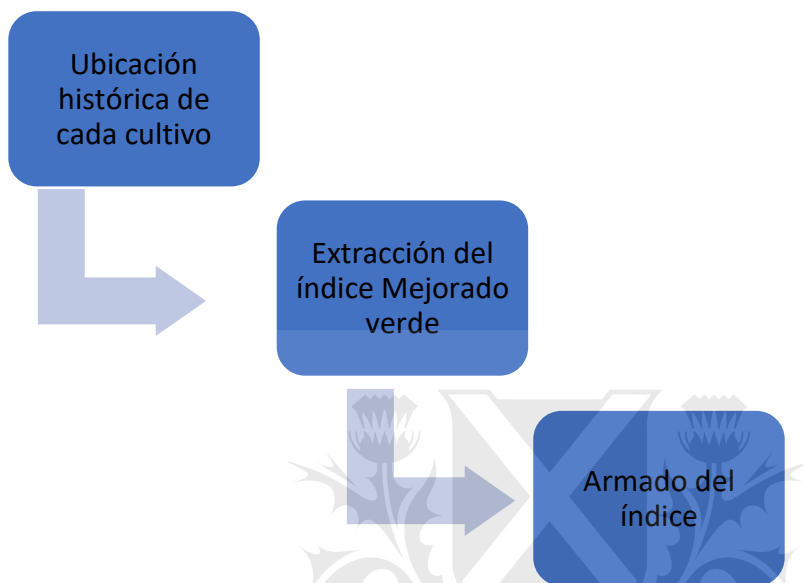 Ubicación
histórica de
cada cultivo
Extracción del
índice Mejorado
verde
Armado del
índice